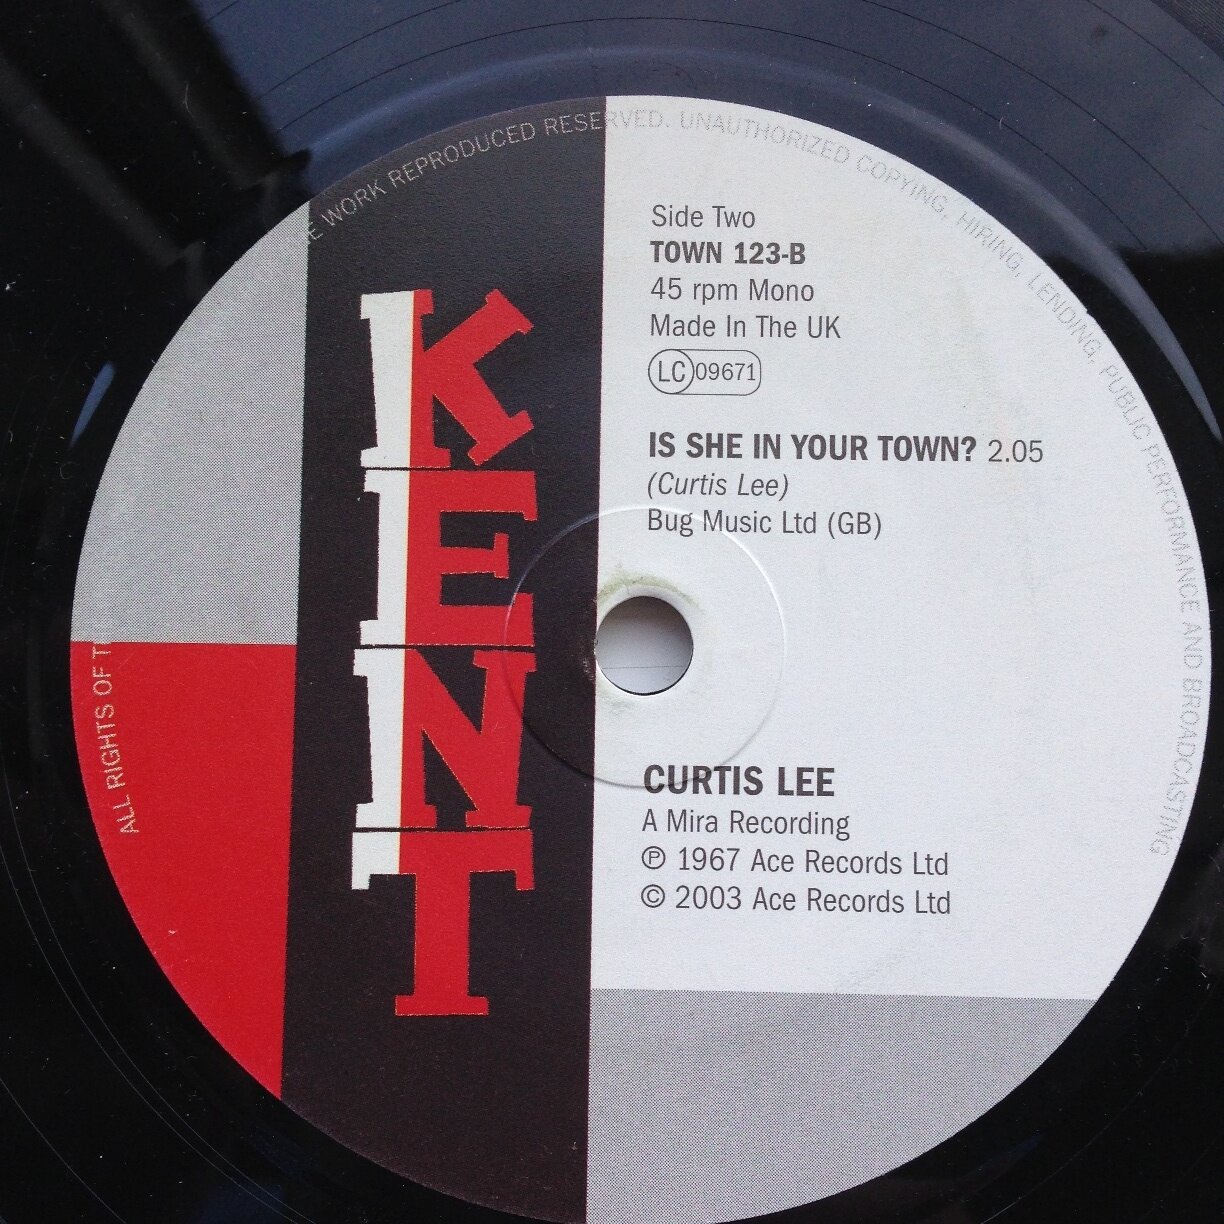 ALL RIGHTS OF T
E WORK REPRODUCED RESERVED. UNAUTHORIZED COPYING, HIRING, LENDING, PUBLIC PERFORMANCE AND BROADCASTING
KENT
Side Two
TOWN 123-B
45 rpm Mono
Made In The UK
LC 09671
IS SHE IN YOUR TOWN? 2.05
(Curtis Lee)
Bug Music Ltd (GB)
CURTIS LEE
A Mira Recording
℗ 1967 Ace Records Ltd
© 2003 Ace Records Ltd